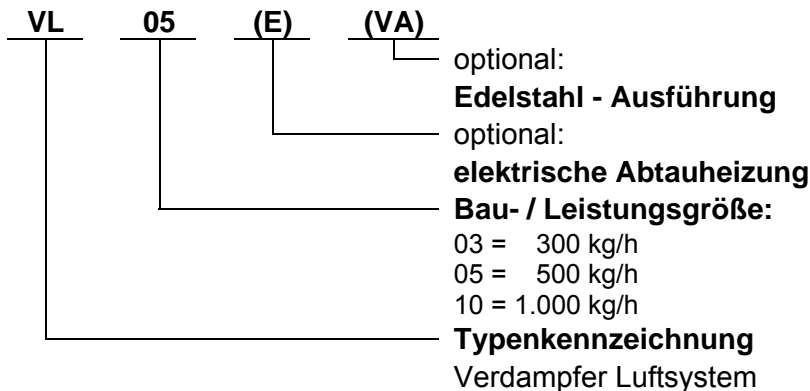 VL 05 (E) (VA)
optional:
Edelstahl - Ausführung
optional:
elektrische Abtauheizung
Bau- / Leistungsgröße:
03 = 300 kg/h
05 = 500 kg/h
10 = 1.000 kg/h
Typenkennzeichnung
Verdampfer Luftsystem